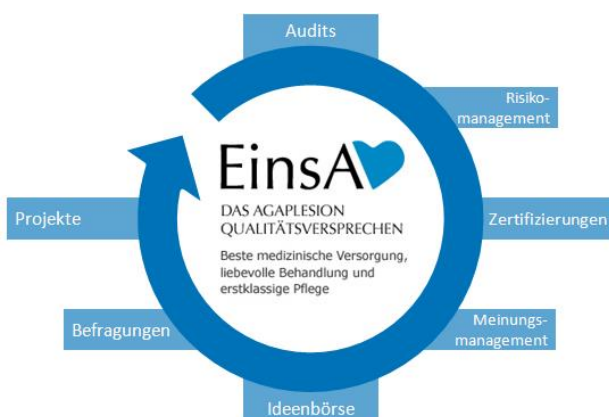 Audits
Risiko-
management
Zertifizierungen
Meinungs-
management
Ideenbörse
Befragungen
Projekte
EinsA
DAS AGAPLESION
QUALITÄTSVERSPRECHEN
Beste medizinische Versorgung,
liebevolle Behandlung und
erstklassige Pflege